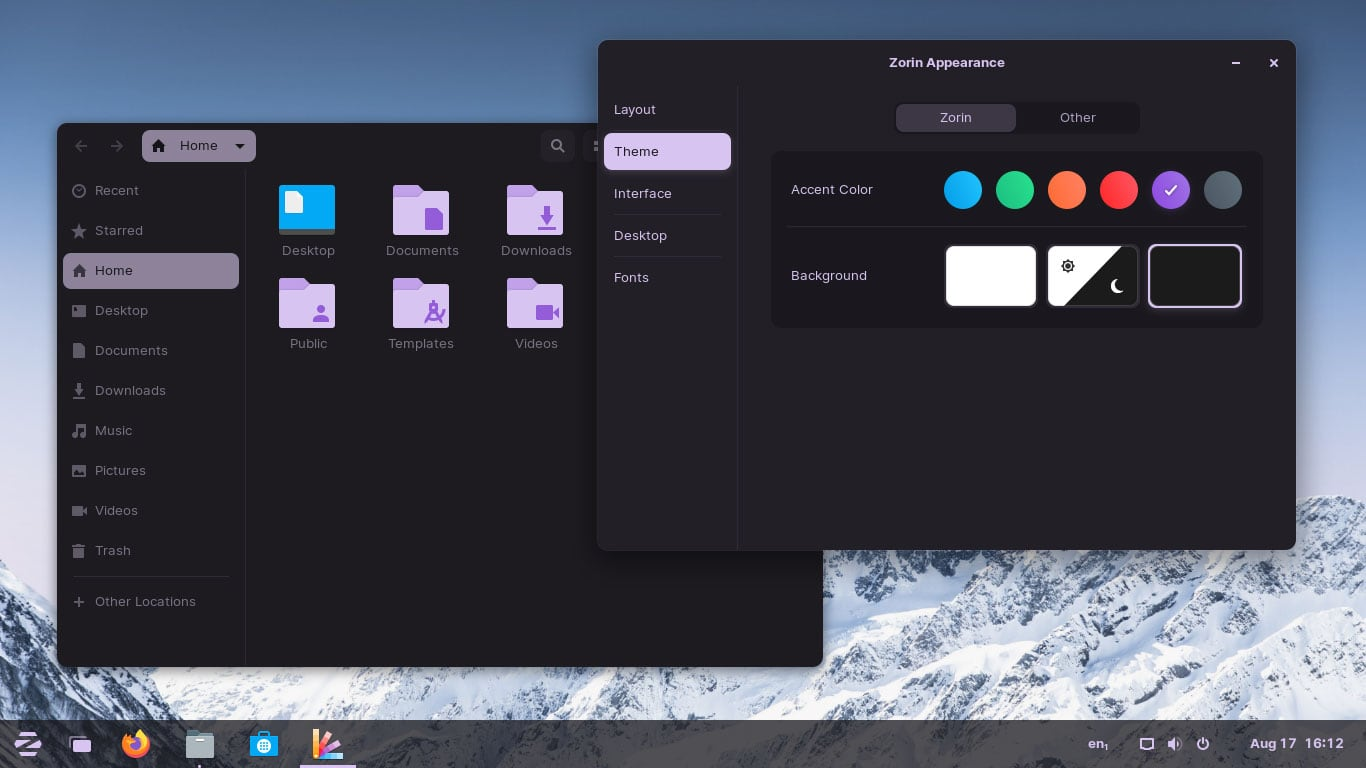 Zorin Appearance
Layout
Theme
Interface
Desktop
Fonts
Zorin
Other
Accent Color
Background
Home
Recent
Starred
Home
Desktop
Documents
Downloads
Music
Pictures
Videos
Trash
Other Locations
Desktop
Documents
Downloads
Public
Templates
Videos
en₁
Aug 17 16:12